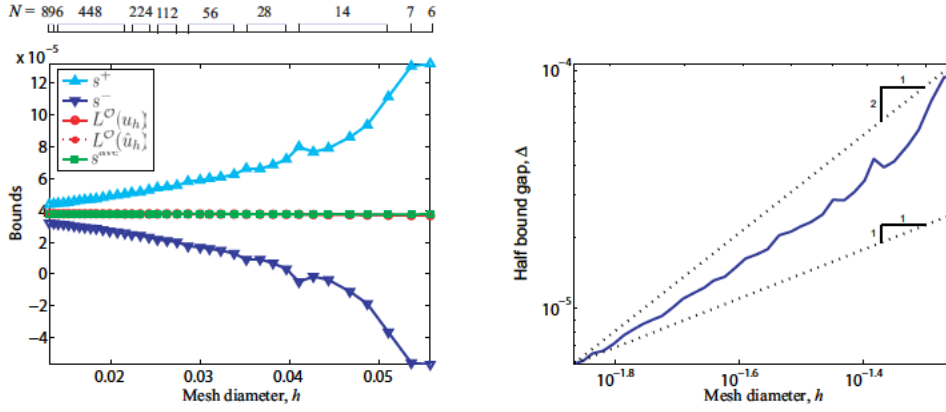 N = 896 448 224 112 56 28 14 7 6
x 10⁻⁵
12
10
8
6
4
2
0
−2
−4
Bounds
s⁺
s⁻
L^𝒪(u_h)
L^𝒪(û_h)
s^ave
0.02 0.03 0.04 0.05
Mesh diameter, h
10⁻⁴
10⁻⁵
Half bound gap, Δ
1
2
1
1
10⁻¹·⁸ 10⁻¹·⁶ 10⁻¹·⁴
Mesh diameter, h